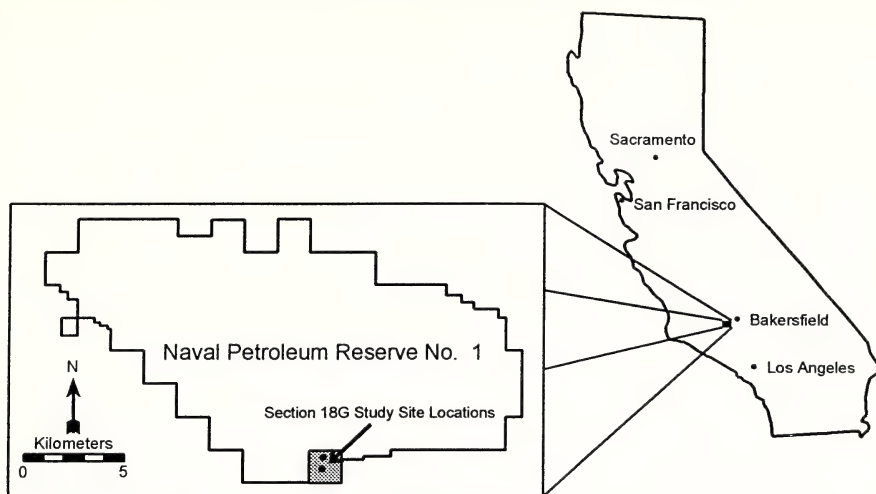 Sacramento
San Francisco
Bakersfield
Los Angeles
Naval Petroleum Reserve No. 1
N
Section 18G Study Site Locations
Kilometers
0 5